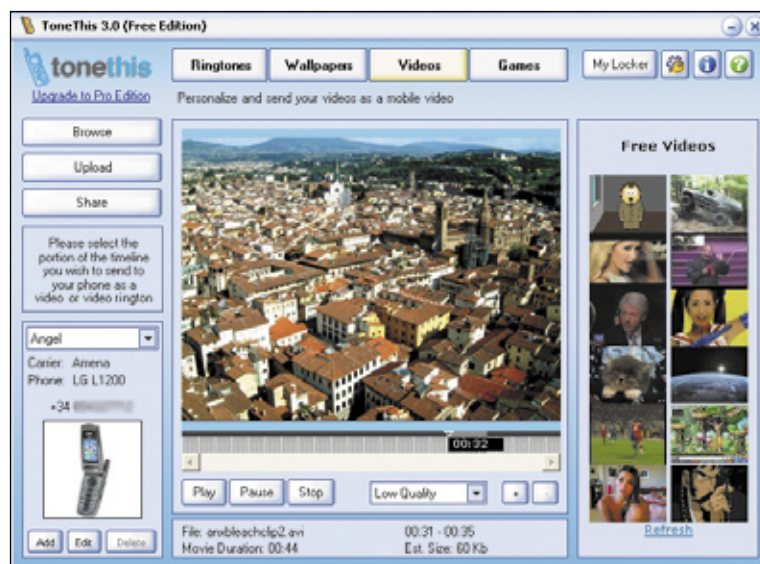 ToneThis 3.0 (Free Edition)
tonethis
Upgrade to Pro Edition
Ringtones
Wallpapers
Videos
Games
My Locker
Personalize and send your videos as a mobile video
Browse
Upload
Share
Please select the
portion of the timeline
you wish to send to
your phone as a
video or video rington
Angel
Carrier: Amena
Phone: LG L1200
+34
Add
Edit
Delete
00:32
Play
Pause
Stop
Low Quality
File: anxbleachclip2.avi
00:31 - 00:35
Movie Duration: 00:44
Est. Size: 60 Kb
Free Videos
Refresh